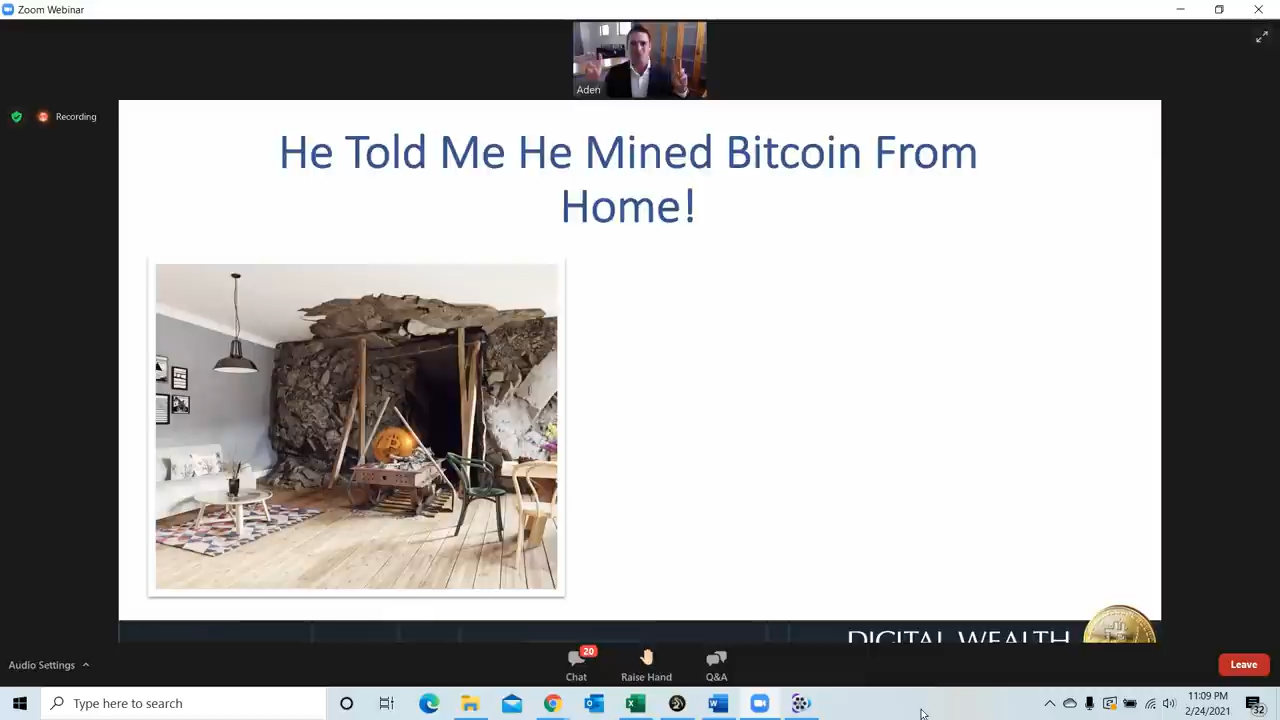 Zoom Webinar
Aden
Recording
He Told Me He Mined Bitcoin From
Home!
DIGITAL WEALTH
Audio Settings
20
Chat
Raise Hand
Q&A
Leave
Type here to search
11:09 PM
2/24/2021
32